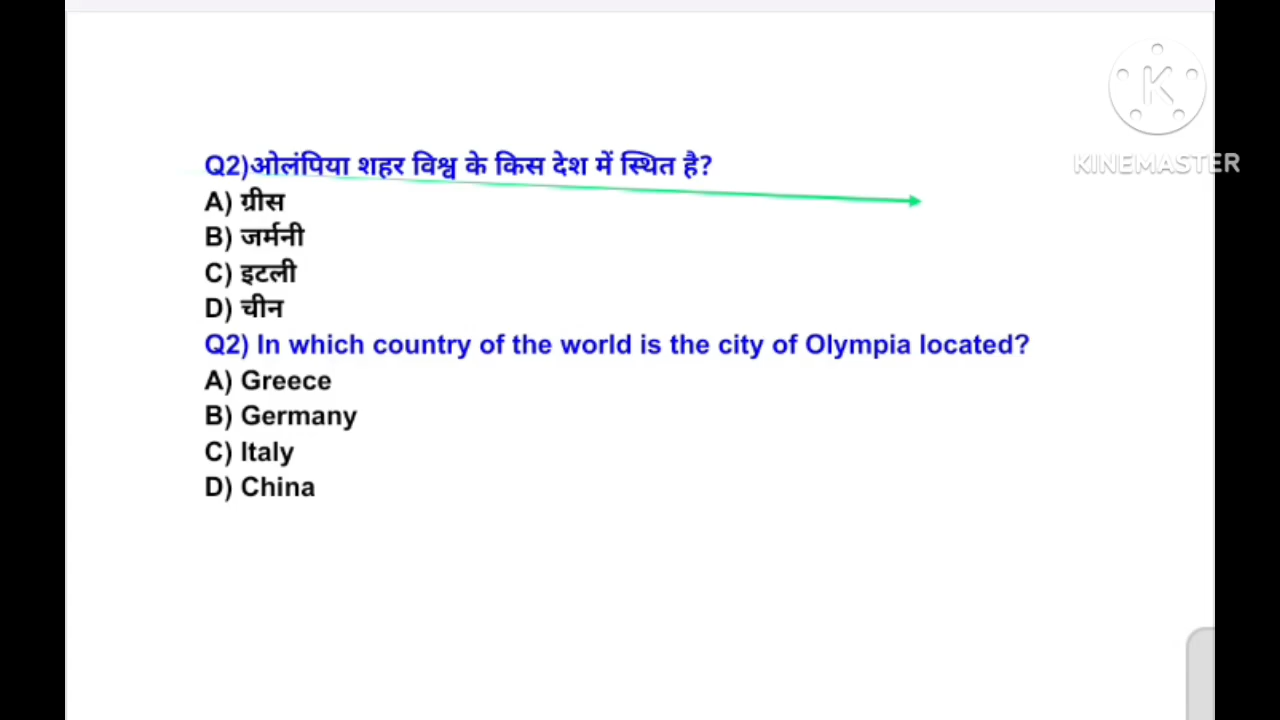 Q2)ओलंपिया शहर विश्व के किस देश में स्थित है?
A) ग्रीस
B) जर्मनी
C) इटली
D) चीन
Q2) In which country of the world is the city of Olympia located?
A) Greece
B) Germany
C) Italy
D) China
K
KINEMASTER